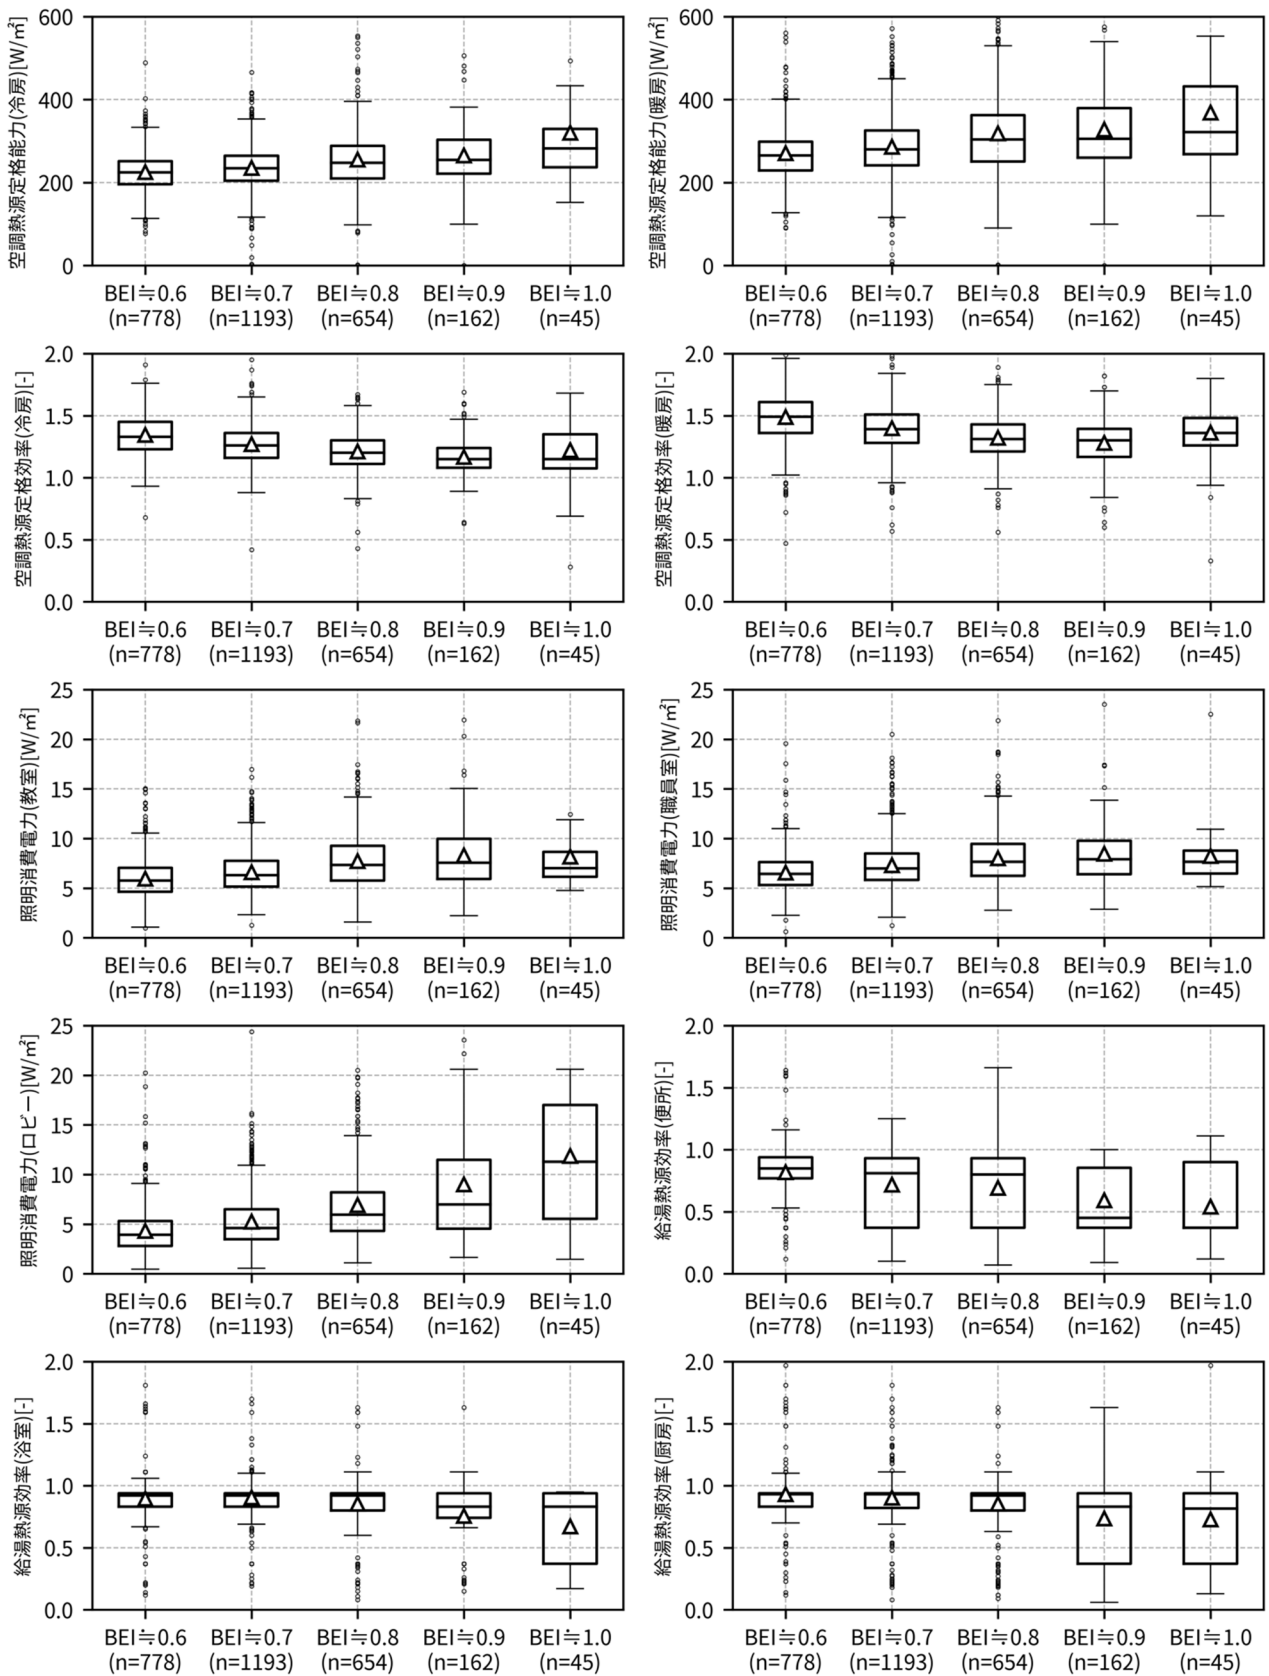 空調熱源定格能力(冷房)[W/㎡]
600
400
200
0
BEI≒0.6
(n=778)
BEI≒0.7
(n=1193)
BEI≒0.8
(n=654)
BEI≒0.9
(n=162)
BEI≒1.0
(n=45)
空調熱源定格能力(暖房)[W/㎡]
600
400
200
0
BEI≒0.6
(n=778)
BEI≒0.7
(n=1193)
BEI≒0.8
(n=654)
BEI≒0.9
(n=162)
BEI≒1.0
(n=45)
空調熱源定格効率(冷房)[-]
2.0
1.5
1.0
0.5
0.0
BEI≒0.6
(n=778)
BEI≒0.7
(n=1193)
BEI≒0.8
(n=654)
BEI≒0.9
(n=162)
BEI≒1.0
(n=45)
空調熱源定格効率(暖房)[-]
2.0
1.5
1.0
0.5
0.0
BEI≒0.6
(n=778)
BEI≒0.7
(n=1193)
BEI≒0.8
(n=654)
BEI≒0.9
(n=162)
BEI≒1.0
(n=45)
照明消費電力(教室)[W/㎡]
25
20
15
10
5
0
BEI≒0.6
(n=778)
BEI≒0.7
(n=1193)
BEI≒0.8
(n=654)
BEI≒0.9
(n=162)
BEI≒1.0
(n=45)
照明消費電力(職員室)[W/㎡]
25
20
15
10
5
0
BEI≒0.6
(n=778)
BEI≒0.7
(n=1193)
BEI≒0.8
(n=654)
BEI≒0.9
(n=162)
BEI≒1.0
(n=45)
照明消費電力(ロビー)[W/㎡]
25
20
15
10
5
0
BEI≒0.6
(n=778)
BEI≒0.7
(n=1193)
BEI≒0.8
(n=654)
BEI≒0.9
(n=162)
BEI≒1.0
(n=45)
給湯熱源効率(便所)[-]
2.0
1.5
1.0
0.5
0.0
BEI≒0.6
(n=778)
BEI≒0.7
(n=1193)
BEI≒0.8
(n=654)
BEI≒0.9
(n=162)
BEI≒1.0
(n=45)
給湯熱源効率(浴室)[-]
2.0
1.5
1.0
0.5
0.0
BEI≒0.6
(n=778)
BEI≒0.7
(n=1193)
BEI≒0.8
(n=654)
BEI≒0.9
(n=162)
BEI≒1.0
(n=45)
給湯熱源効率(厨房)[-]
2.0
1.5
1.0
0.5
0.0
BEI≒0.6
(n=778)
BEI≒0.7
(n=1193)
BEI≒0.8
(n=654)
BEI≒0.9
(n=162)
BEI≒1.0
(n=45)